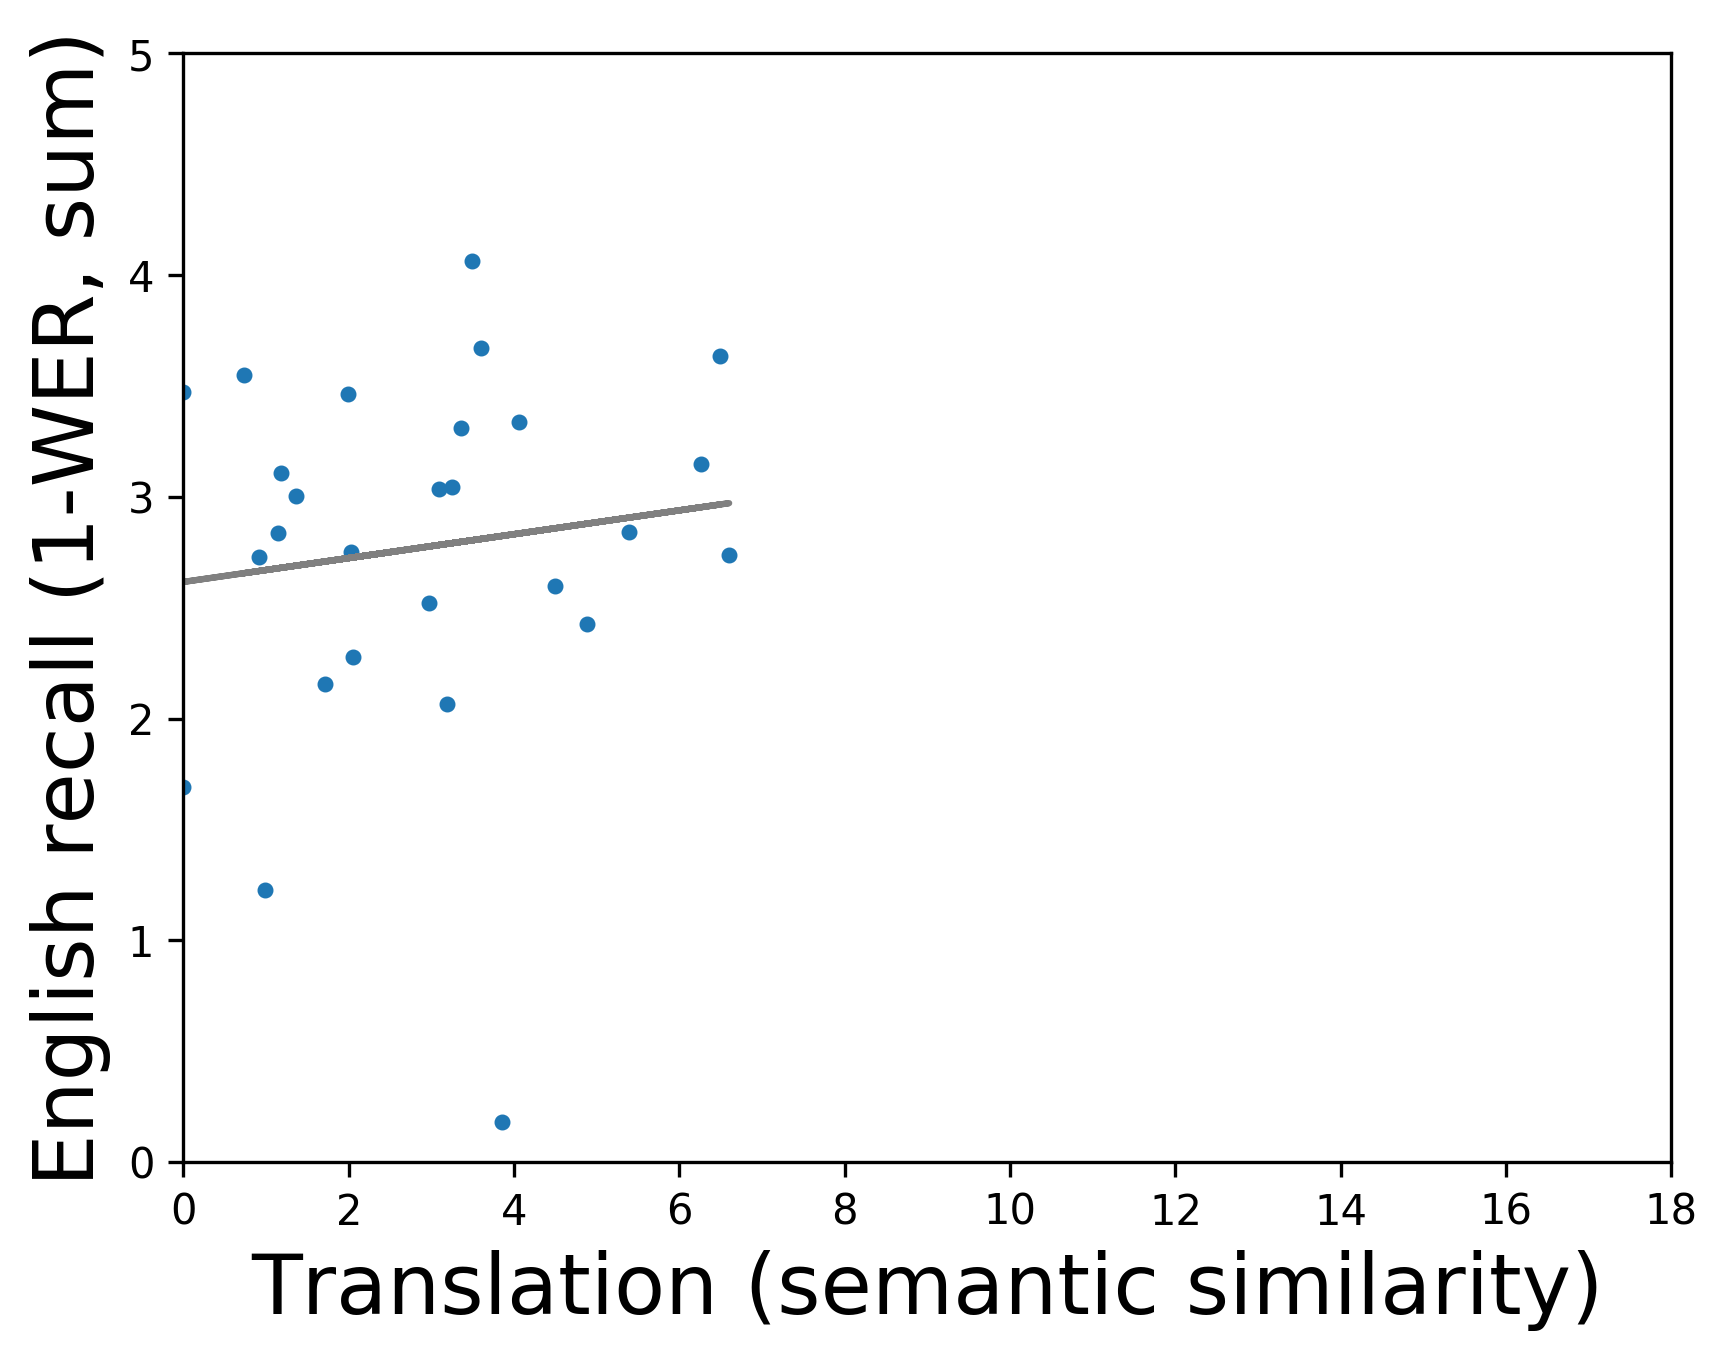 English recall (1-WER, sum)
5
4
3
2
1
0
0 2 4 6 8 10 12 14 16 18
Translation (semantic similarity)